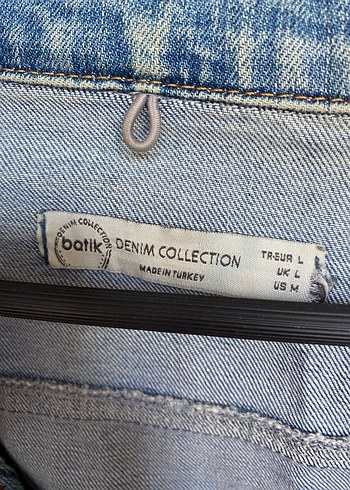 DENIM COLLECTION
batik
DENIM COLLECTION
MADE IN TURKEY
TR-EUR L
UK L
US M